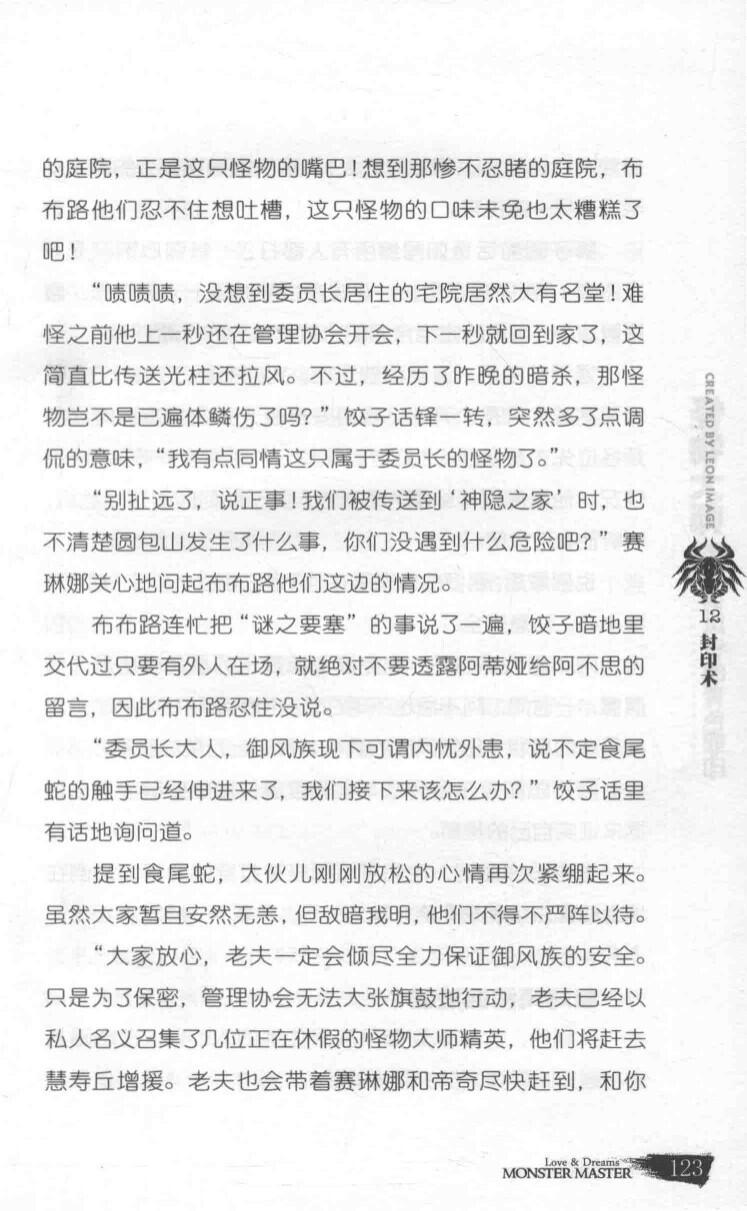 的庭院，正是这只怪物的嘴巴！想到那惨不忍睹的庭院，布
布路他们忍不住想吐槽，这只怪物的口味未免也太糟糕了
吧！
“啧啧啧，没想到委员长居住的宅院居然大有名堂！难
怪之前他上一秒还在管理协会开会，下一秒就回到家了，这
简直比传送光柱还拉风。不过，经历了昨晚的暗杀，那怪
物岂不是已遍体鳞伤了吗？”饺子话锋一转，突然多了点调
侃的意味，“我有点同情这只属于委员长的怪物了。”
“别扯远了，说正事！我们被传送到‘神隐之家’时，也
不清楚圆包山发生了什么事，你们没遇到什么危险吧？”赛
琳娜关心地问起布布路他们这边的情况。
布布路连忙把“谜之要塞”的事说了一遍，饺子暗地里
交代过只要有外人在场，就绝对不要透露阿蒂娅给阿不思的
留言，因此布布路忍住没说。
“委员长大人，御风族现下可谓内忧外患，说不定食尾
蛇的触手已经伸进来了，我们接下来该怎么办？”饺子话里
有话地询问道。
提到食尾蛇，大伙儿刚刚放松的心情再次紧绷起来。
虽然大家暂且安然无恙，但敌暗我明，他们不得不严阵以待。
“大家放心，老夫一定会倾尽全力保证御风族的安全。
只是为了保密，管理协会无法大张旗鼓地行动，老夫已经以
私人名义召集了几位正在休假的怪物大师精英，他们将赶去
慧寿丘增援。老夫也会带着赛琳娜和帝奇尽快赶到，和你
CREATED BY LEON IMAGE
12
封印术
Love & Dreams
MONSTER MASTER
123